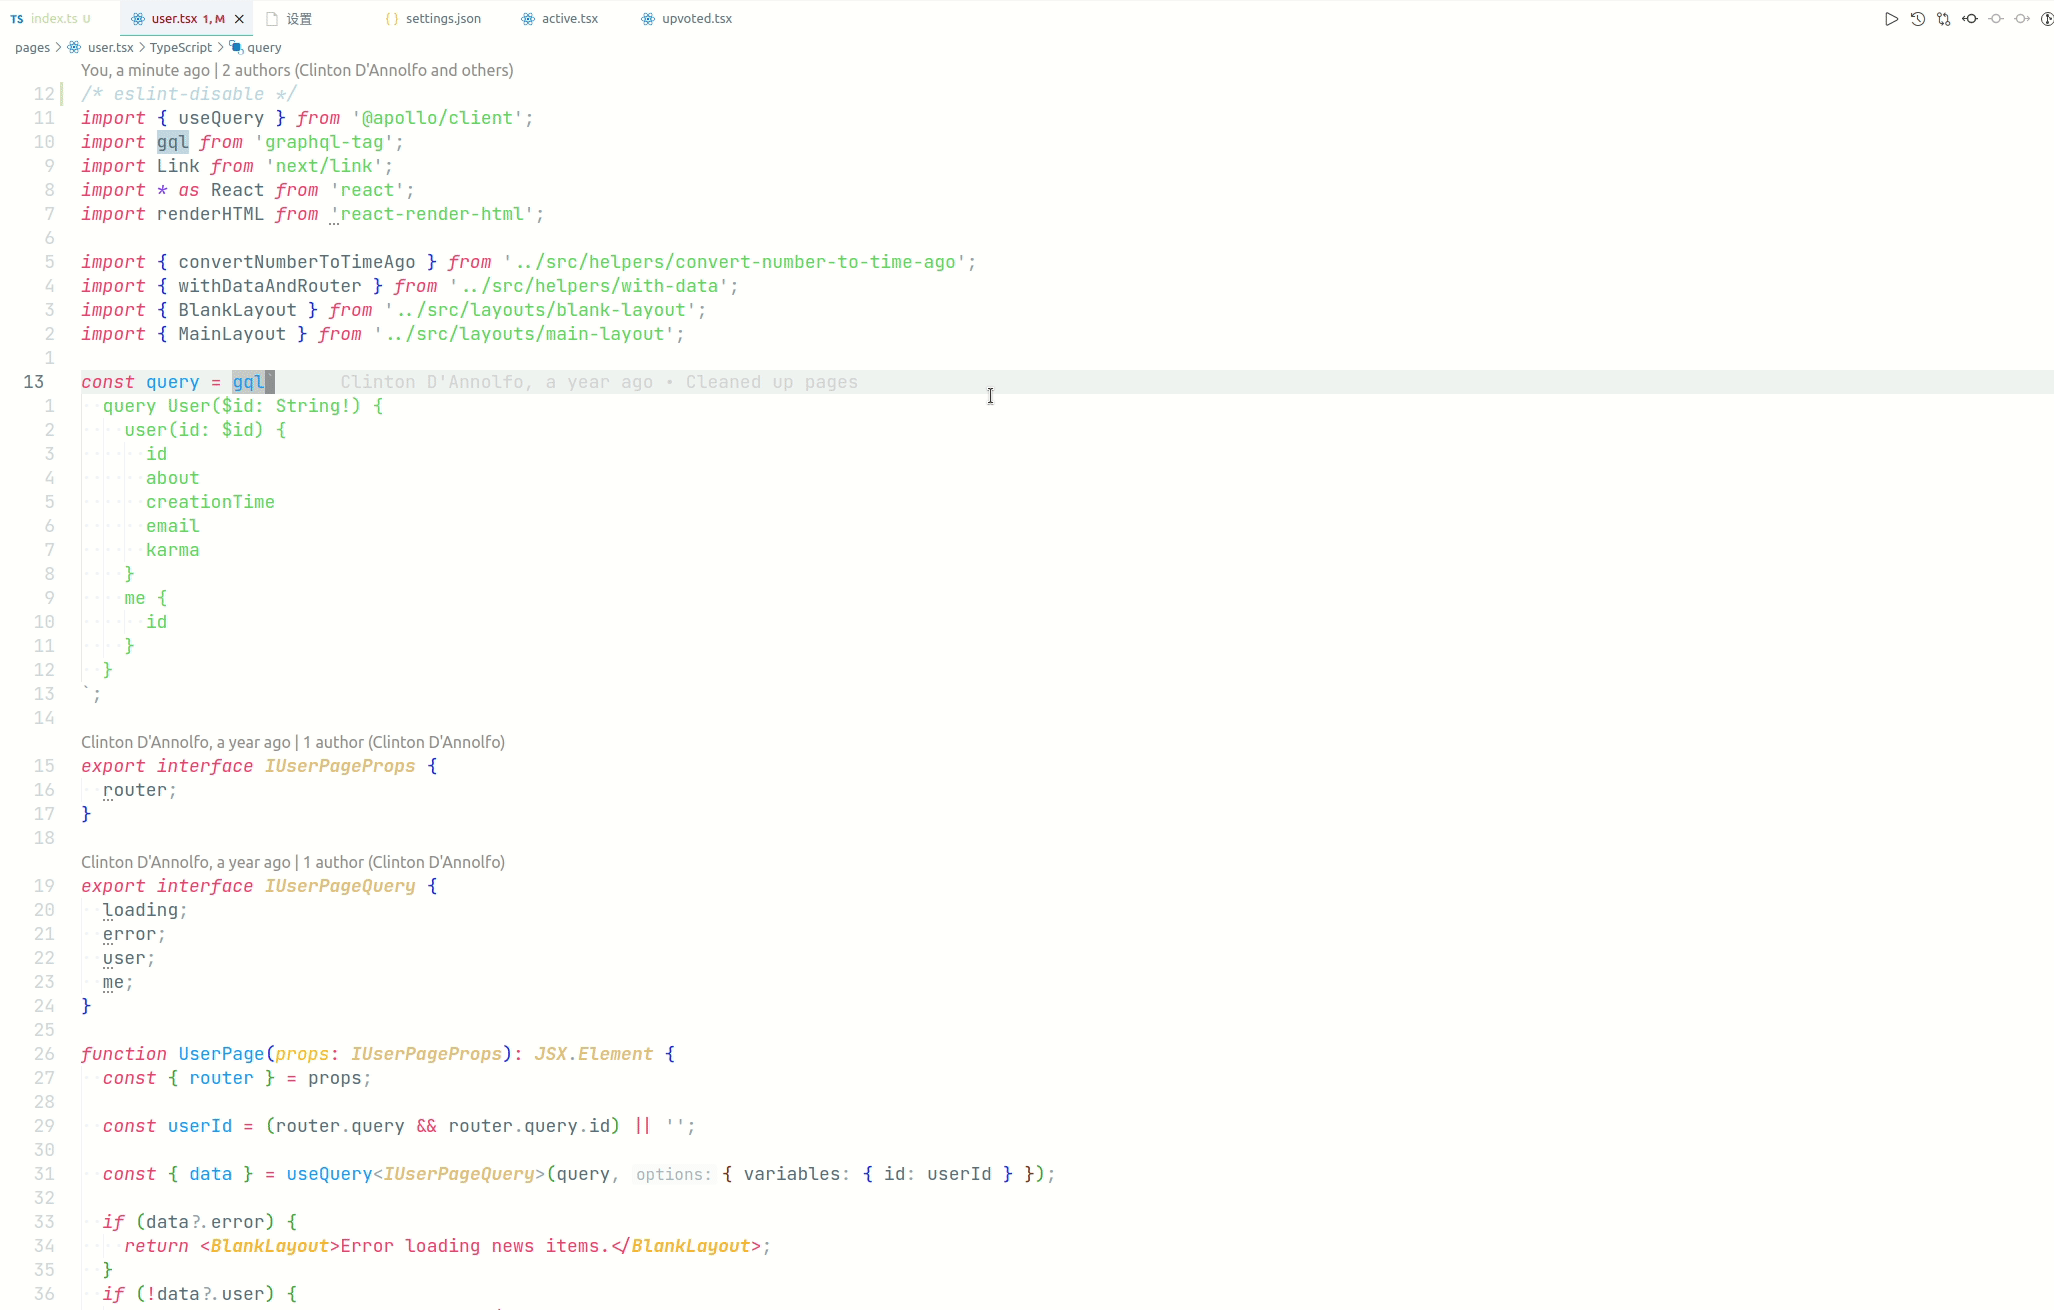 index.ts U
user.tsx 1, M
设置
settings.json
active.tsx
upvoted.tsx
pages > user.tsx > TypeScript > query
You, a minute ago | 2 authors (Clinton D'Annolfo and others)
12 /* eslint-disable */
11 import { useQuery } from '@apollo/client';
10 import gql from 'graphql-tag';
9 import Link from 'next/link';
8 import * as React from 'react';
7 import renderHTML from 'react-render-html';
6
5 import { convertNumberToTimeAgo } from '../src/helpers/convert-number-to-time-ago';
4 import { withDataAndRouter } from '../src/helpers/with-data';
3 import { BlankLayout } from '../src/layouts/blank-layout';
2 import { MainLayout } from '../src/layouts/main-layout';
1
13 const query = gql` Clinton D'Annolfo, a year ago • Cleaned up pages
1 query User($id: String!) {
2 user(id: $id) {
3 id
4 about
5 creationTime
6 email
7 karma
8 }
9 me {
10 id
11 }
12 }
13 `;
14
Clinton D'Annolfo, a year ago | 1 author (Clinton D'Annolfo)
15 export interface IUserPageProps {
16 router;
17 }
18
Clinton D'Annolfo, a year ago | 1 author (Clinton D'Annolfo)
19 export interface IUserPageQuery {
20 loading;
21 error;
22 user;
23 me;
24 }
25
26 function UserPage(props: IUserPageProps): JSX.Element {
27 const { router } = props;
28
29 const userId = (router.query && router.query.id) || '';
30
31 const { data } = useQuery<IUserPageQuery>(query, options: { variables: { id: userId } });
32
33 if (data?.error) {
34 return <BlankLayout>Error loading news items.</BlankLayout>;
35 }
36 if (!data?.user) {